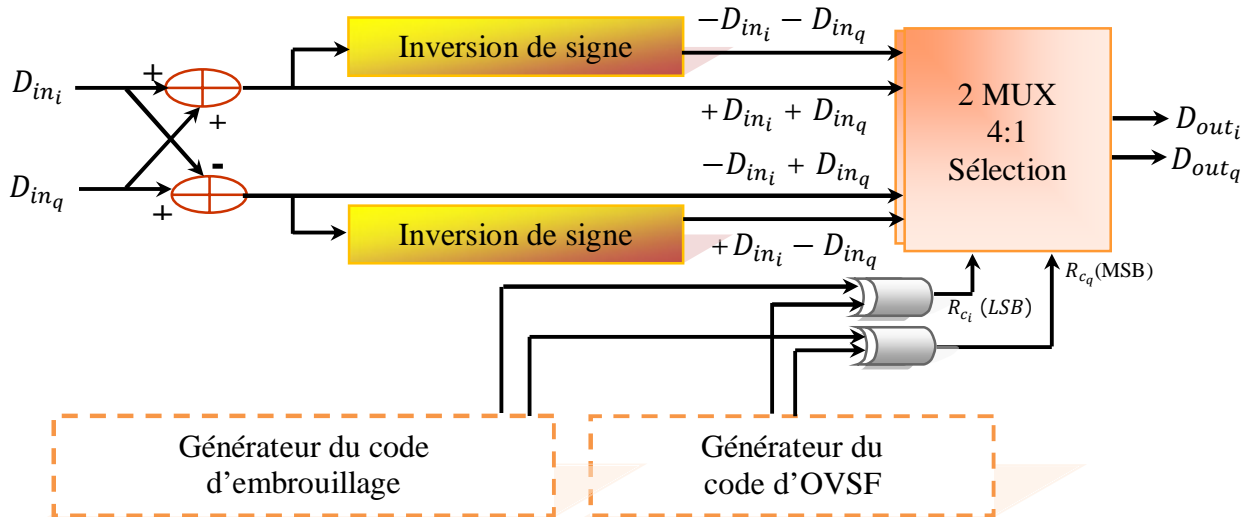 Inversion de signe
−D_{in_i} − D_{in_q}
D_{in_i}
+
+
+D_{in_i} + D_{in_q}
2 MUX
4:1
Sélection
D_{out_i}
D_{out_q}
-
−D_{in_i} + D_{in_q}
D_{in_q}
+
Inversion de signe
+D_{in_i} − D_{in_q}
R_{c_q}(MSB)
R_{c_i} (LSB)
Générateur du code
d’embrouillage
Générateur du
code d’OVSF